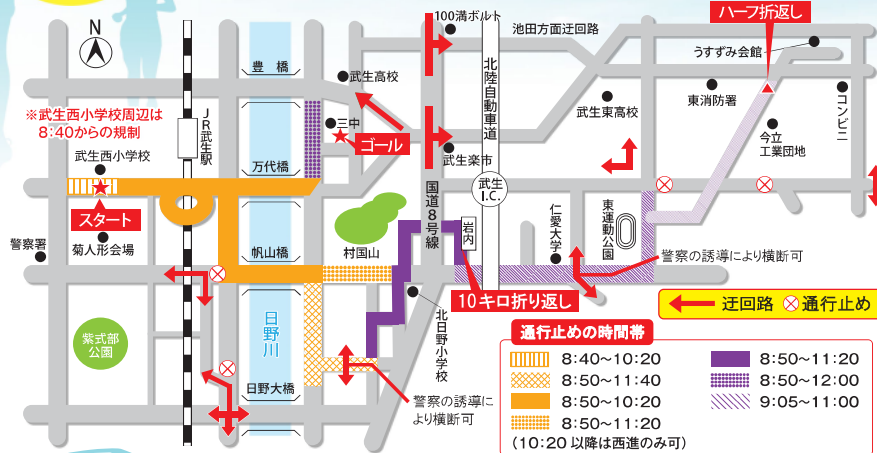 ハーフ折返し
100満ボルト
池田方面迂回路
うすずみ会館
N
豊橋
武生高校
北陸自動車道
東消防署
コンビニ
※武生西小学校周辺は
8:40からの規制
JR武生駅
三中
ゴール
武生東高校
今立
工業団地
武生西小学校
万代橋
武生楽市
武生
I.C.
スタート
国道8号線
岩内
仁愛大学
東運動公園
警察署
菊人形会場
帆山橋
村国山
警察の誘導により横断可
10キロ折り返し
迂回路
通行止め
紫式部
公園
日野川
北日野小学校
通行止めの時間帯
8:40〜10:20
8:50〜11:40
8:50〜10:20
8:50〜11:20
(10:20 以降は西進のみ可)
8:50〜11:20
8:50〜12:00
9:05〜11:00
日野大橋
警察の誘導に
より横断可